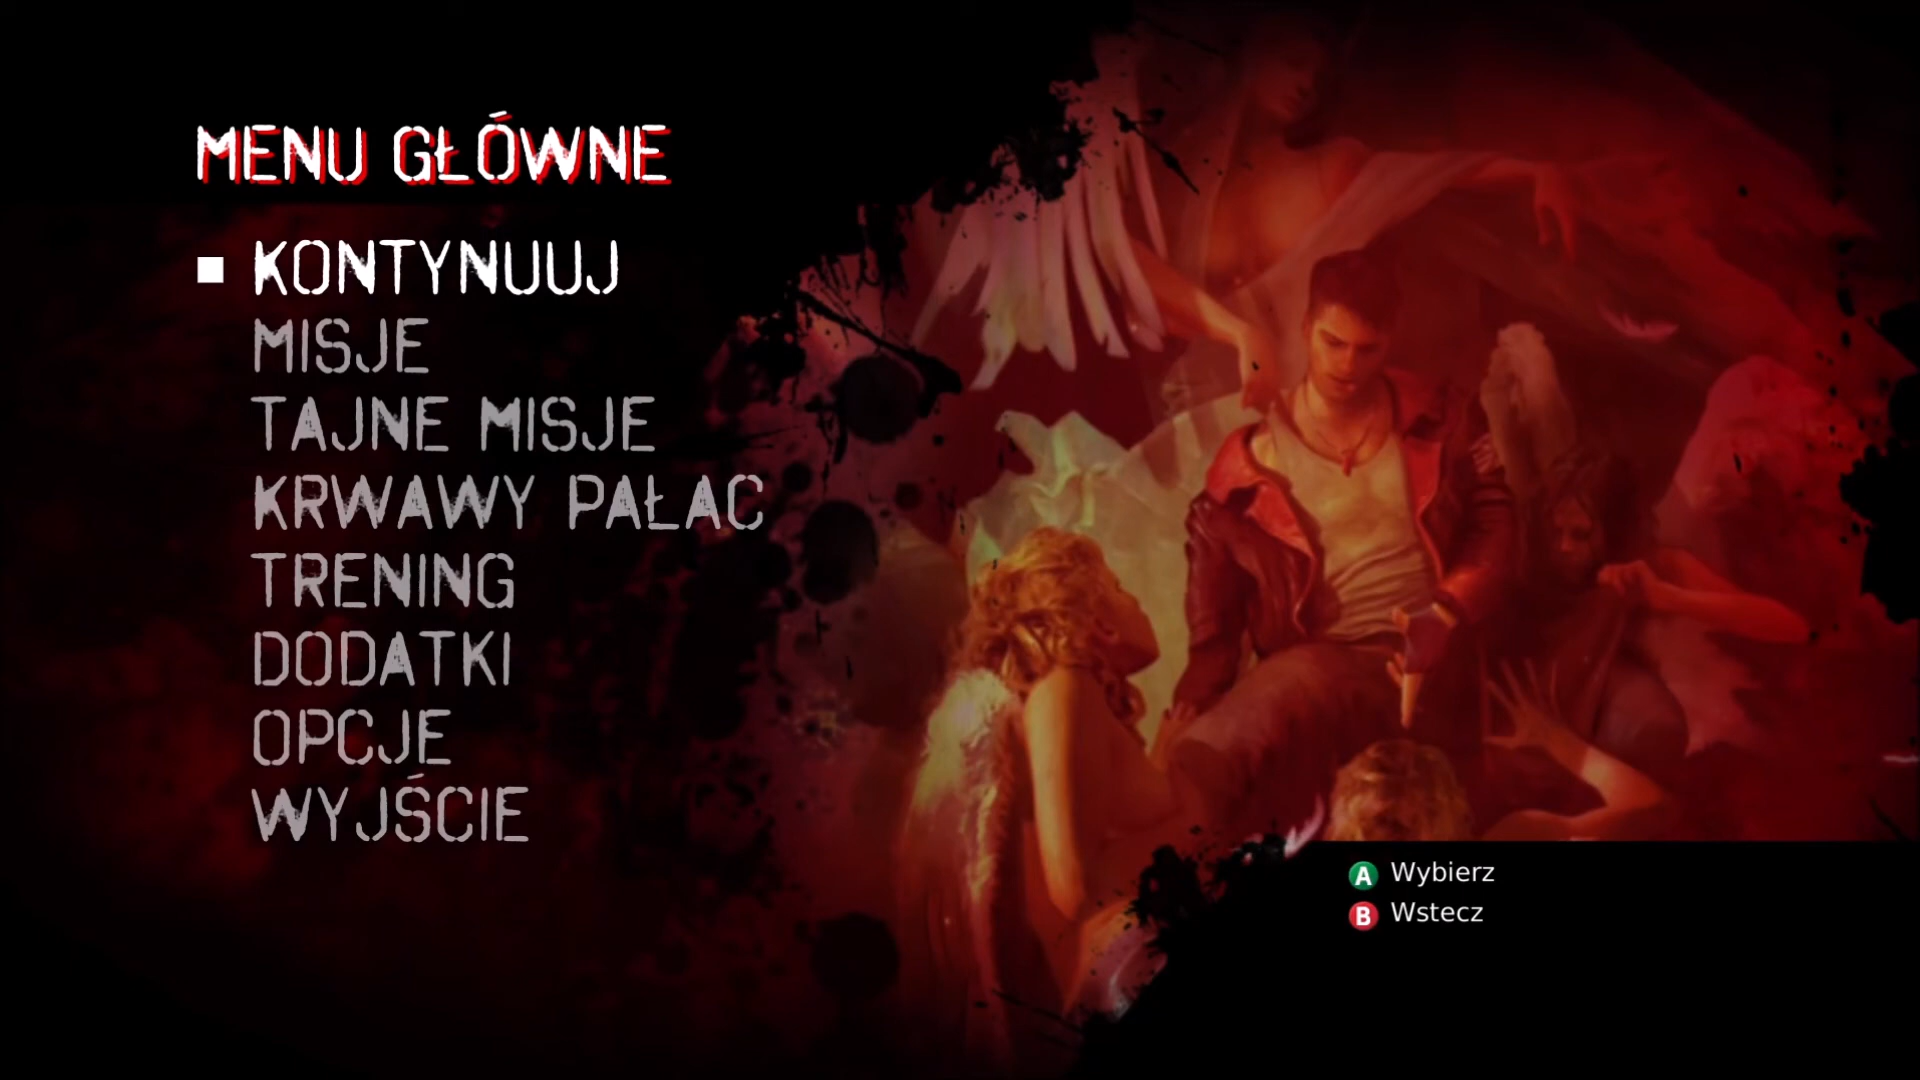 MENU GŁÓWNE
KONTYNUUJ
MISJE
TAJNE MISJE
KRWAWY PAŁAC
TRENING
DODATKI
OPCJE
WYJŚCIE
A Wybierz
B Wstecz